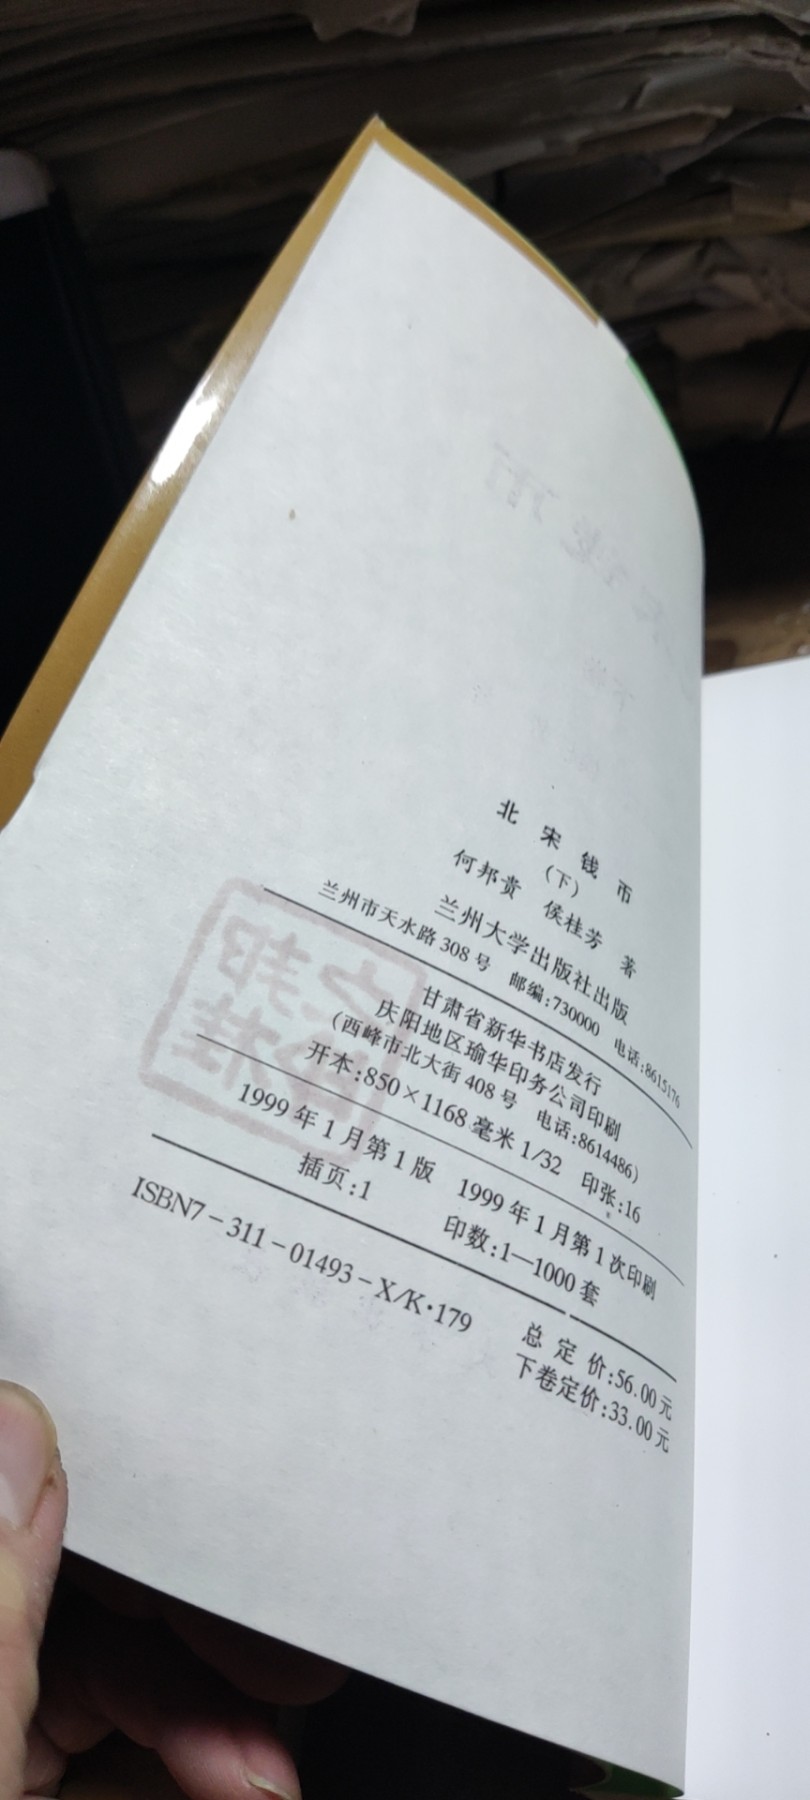 北宋钱币
(下)
何邦贵 侯桂芳 著
兰州大学出版社出版
兰州市天水路308号 邮编:730000 电话:8615176
甘肃省新华书店发行
庆阳地区瑜华印务公司印刷
(西峰市北大街408号 电话:8614486)
开本:850×1168毫米1/32 印张:16
1999年1月第1版 1999年1月第1次印刷
插页:1 印数:1—1000套
ISBN7-311-01493-X/K·179
总定价:56.00元
下卷定价:33.00元